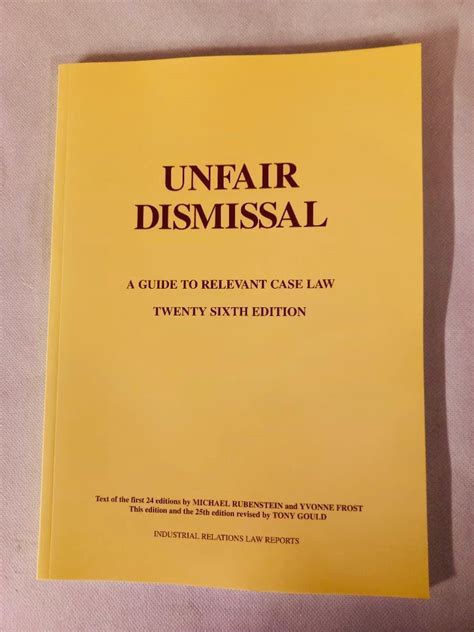 UNFAIR
DISMISSAL
A GUIDE TO RELEVANT CASE LAW
TWENTY SIXTH EDITION
Text of the first 24 editions by MICHAEL RUBENSTEIN and YVONNE FROST
This edition and the 25th edition revised by TONY GOULD
INDUSTRIAL RELATIONS LAW REPORTS